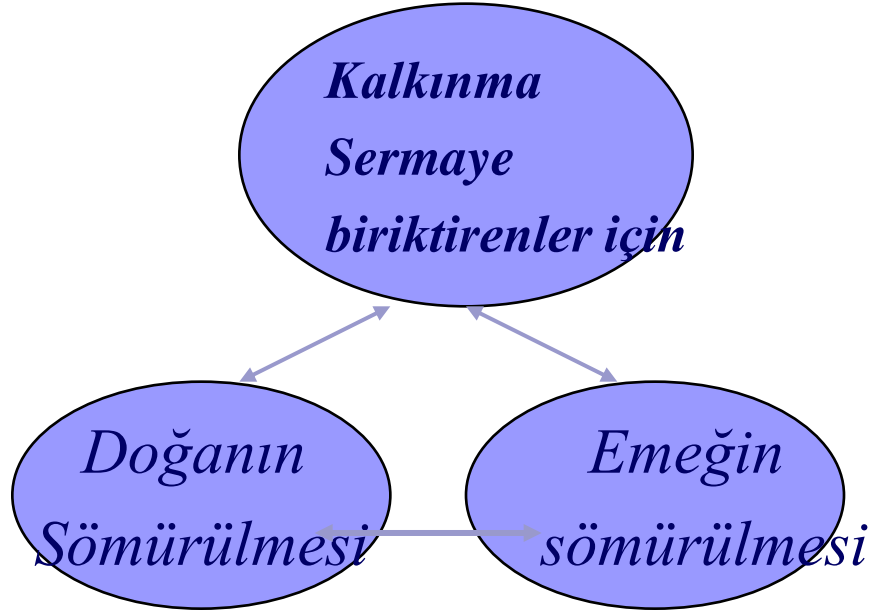 Kalkınma
Sermaye
biriktirenler için
Doğanın
Sömürülmesi
Emeğin
sömürülmesi